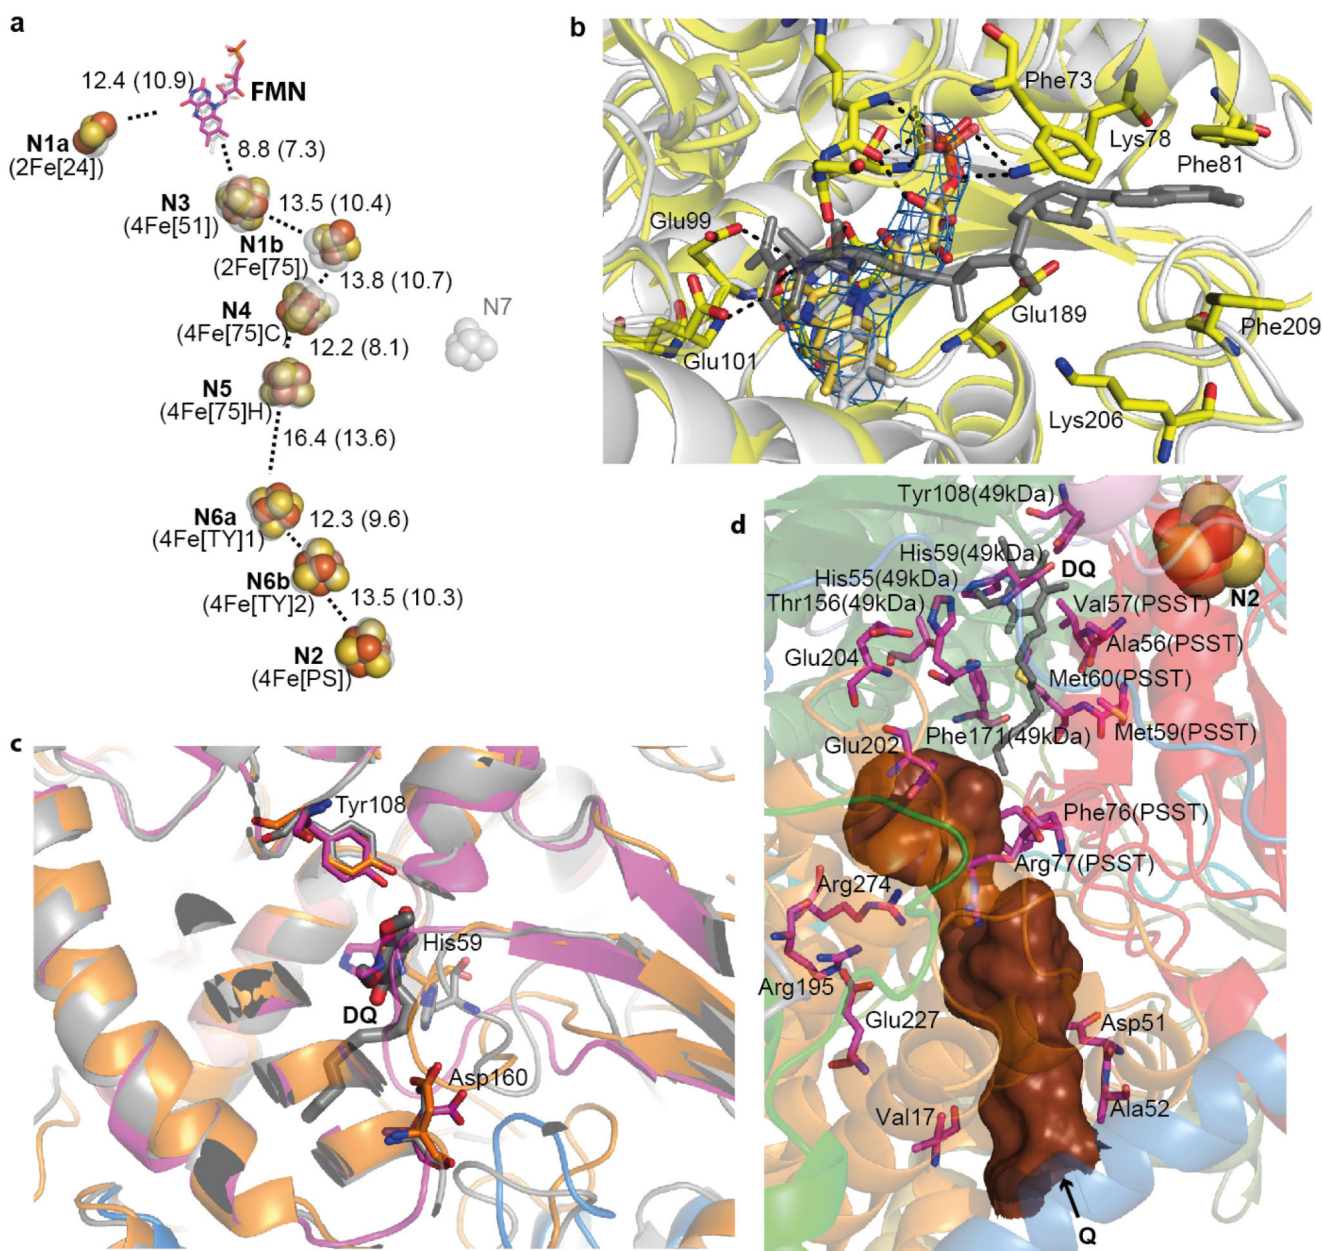 a
12.4 (10.9)
FMN
N1a
(2Fe[24])
8.8 (7.3)
N3
(4Fe[51])
13.5 (10.4)
N1b
(2Fe[75])
13.8 (10.7)
N7
N4
(4Fe[75]C)
12.2 (8.1)
N5
(4Fe[75]H)
16.4 (13.6)
N6a
(4Fe[TY]1)
12.3 (9.6)
N6b
(4Fe[TY]2)
13.5 (10.3)
N2
(4Fe[PS])
b
Phe73
Lys78
Phe81
Glu99
Glu101
Glu189
Phe209
Lys206
c
Tyr108
His59
DQ
Asp160
d
Tyr108(49kDa)
His59(49kDa)
DQ
His55(49kDa)
Thr156(49kDa)
Val57(PSST)
N2
Ala56(PSST)
Glu204
Met60(PSST)
Phe171(49kDa)
Met59(PSST)
Glu202
Phe76(PSST)
Arg77(PSST)
Arg274
Arg195
Glu227
Asp51
Ala52
Val17
Q